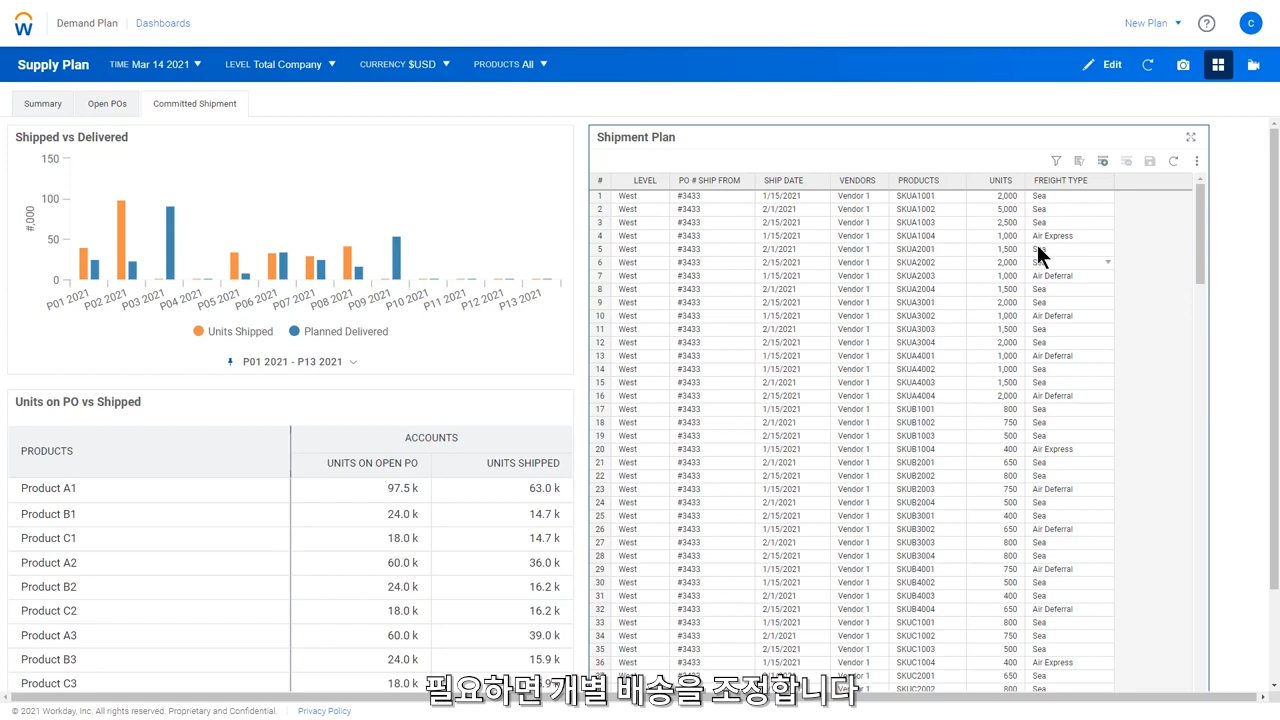 Demand Plan Dashboards New Plan C
Supply Plan TIME Mar 14 2021 LEVEL Total Company CURRENCY $USD PRODUCTS All Edit
Summary Open POs Committed Shipment
Shipped vs Delivered
150
100
50
0
#,000
P01 2021 P02 2021 P03 2021 P04 2021 P05 2021 P06 2021 P07 2021 P08 2021 P09 2021 P10 2021 P11 2021 P12 2021 P13 2021
Units Shipped Planned Delivered
P01 2021 - P13 2021
Units on PO vs Shipped
PRODUCTS ACCOUNTS
UNITS ON OPEN PO UNITS SHIPPED
Product A1 97.5 k 63.0 k
Product B1 24.0 k 14.7 k
Product C1 18.0 k 14.7 k
Product A2 60.0 k 36.0 k
Product B2 24.0 k 16.2 k
Product C2 18.0 k 16.2 k
Product A3 60.0 k 39.0 k
Product B3 24.0 k 15.9 k
Product C3 18.0
Shipment Plan
# LEVEL PO # SHIP FROM SHIP DATE VENDORS PRODUCTS UNITS FREIGHT TYPE
1 West #3433 1/15/2021 Vendor 1 SKUA1001 2,000 Sea
2 West #3433 2/1/2021 Vendor 1 SKUA1002 5,000 Sea
3 West #3433 2/15/2021 Vendor 1 SKUA1003 2,500 Sea
4 West #3433 1/15/2021 Vendor 1 SKUA1004 1,000 Air Express
5 West #3433 2/1/2021 Vendor 1 SKUA2001 1,500 Sea
6 West #3433 2/15/2021 Vendor 1 SKUA2002 2,000
7 West #3433 1/15/2021 Vendor 1 SKUA2003 1,000 Air Deferral
8 West #3433 2/1/2021 Vendor 1 SKUA2004 1,500 Sea
9 West #3433 2/15/2021 Vendor 1 SKUA3001 2,000 Sea
10 West #3433 1/15/2021 Vendor 1 SKUA3002 1,000 Air Deferral
11 West #3433 2/1/2021 Vendor 1 SKUA3003 1,500 Sea
12 West #3433 2/15/2021 Vendor 1 SKUA3004 2,000 Sea
13 West #3433 1/15/2021 Vendor 1 SKUA4001 1,000 Air Deferral
14 West #3433 1/15/2021 Vendor 1 SKUA4002 1,000 Sea
15 West #3433 2/1/2021 Vendor 1 SKUA4003 1,500 Sea
16 West #3433 2/15/2021 Vendor 1 SKUA4004 2,000 Air Deferral
17 West #3433 1/15/2021 Vendor 1 SKUB1001 800 Sea
18 West #3433 2/1/2021 Vendor 1 SKUB1002 750 Sea
19 West #3433 2/15/2021 Vendor 1 SKUB1003 500 Sea
20 West #3433 1/15/2021 Vendor 1 SKUB1004 400 Air Express
21 West #3433 2/1/2021 Vendor 1 SKUB2001 650 Sea
22 West #3433 2/15/2021 Vendor 1 SKUB2002 800 Sea
23 West #3433 1/15/2021 Vendor 1 SKUB2003 750 Air Deferral
24 West #3433 2/1/2021 Vendor 1 SKUB2004 500 Sea
25 West #3433 2/15/2021 Vendor 1 SKUB3001 400 Sea
26 West #3433 1/15/2021 Vendor 1 SKUB3002 650 Air Deferral
27 West #3433 2/1/2021 Vendor 1 SKUB3003 800 Sea
28 West #3433 2/15/2021 Vendor 1 SKUB3004 800 Sea
29 West #3433 1/15/2021 Vendor 1 SKUB4001 750 Air Deferral
30 West #3433 1/15/2021 Vendor 1 SKUB4002 500 Sea
31 West #3433 2/1/2021 Vendor 1 SKUB4003 400 Sea
32 West #3433 2/15/2021 Vendor 1 SKUB4004 650 Air Deferral
33 West #3433 1/15/2021 Vendor 1 SKUC1001 800 Sea
34 West #3433 2/1/2021 Vendor 1 SKUC1002 750 Sea
35 West #3433 2/15/2021 Vendor 1 SKUC1003 500 Sea
36 West #3433 1/15/2021 Vendor 1 SKUC1004 400 Air Express
West #3433 2/1/2021 Vendor 1 SKUC2001 650 Sea
SKUC2002 800 Sea
필요하면 개별 배송을 조정합니다
© 2021 Workday, Inc. All rights reserved. Proprietary and Confidential. Privacy Policy